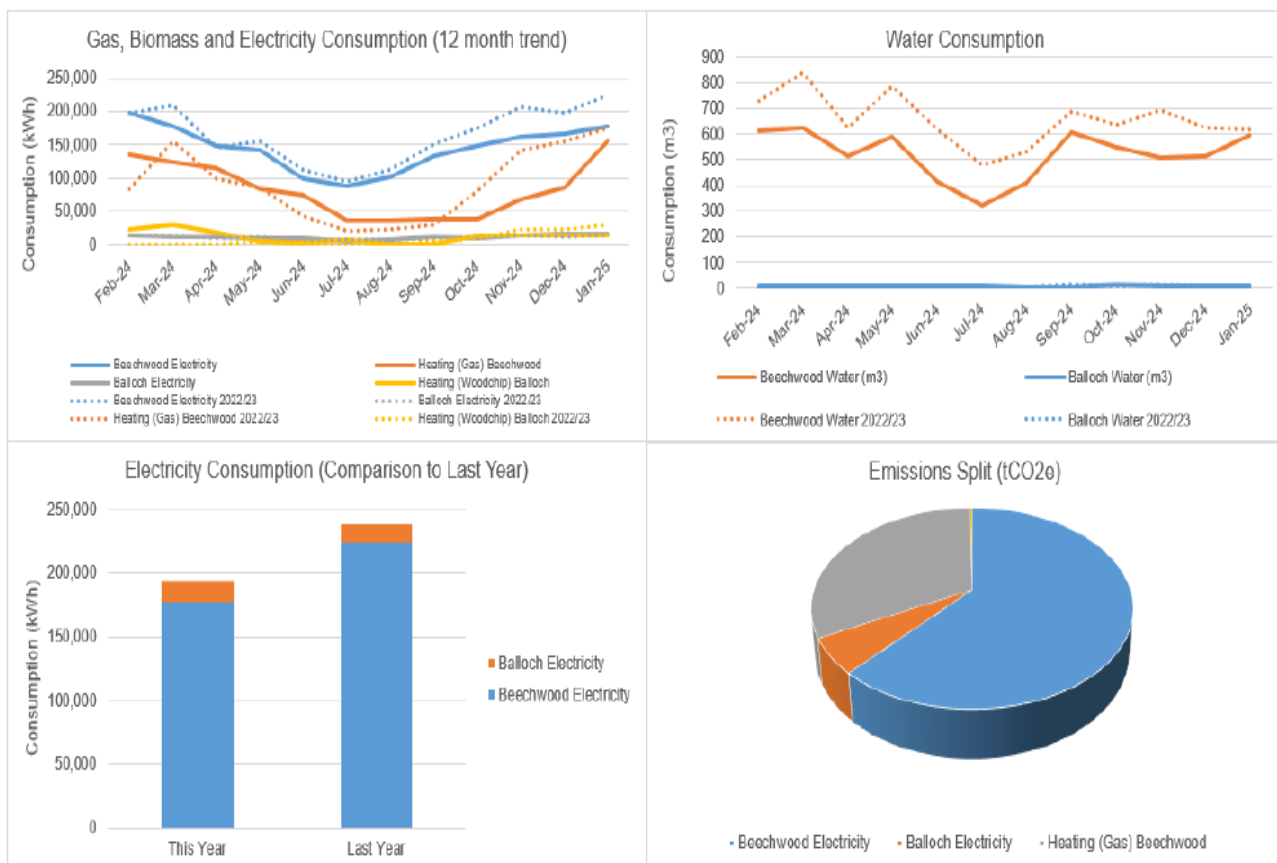 Gas, Biomass and Electricity Consumption (12 month trend)
Consumption (kWh)
250,000
200,000
150,000
100,000
50,000
0
Feb-24
Mar-24
Apr-24
May-24
Jun-24
Jul-24
Aug-24
Sep-24
Oct-24
Nov-24
Dec-24
Jan-25
Beechwood Electricity
Heating (Gas) Beechwood
Balloch Electricity
Heating (Woodchip) Balloch
Beechwood Electricity 2022/23
Balloch Electricity 2022/23
Heating (Gas) Beechwood 2022/23
Heating (Woodchip) Balloch 2022/23
Water Consumption
Consumption (m3)
900
800
700
600
500
400
300
200
100
0
Feb-24
Mar-24
Apr-24
May-24
Jun-24
Jul-24
Aug-24
Sep-24
Oct-24
Nov-24
Dec-24
Jan-25
Beechwood Water (m3)
Balloch Water (m3)
Beechwood Water 2022/23
Balloch Water 2022/23
Electricity Consumption (Comparison to Last Year)
Consumption (kWh)
250,000
200,000
150,000
100,000
50,000
0
This Year
Last Year
Balloch Electricity
Beechwood Electricity
Emissions Split (tCO2e)
Beechwood Electricity
Balloch Electricity
Heating (Gas) Beechwood